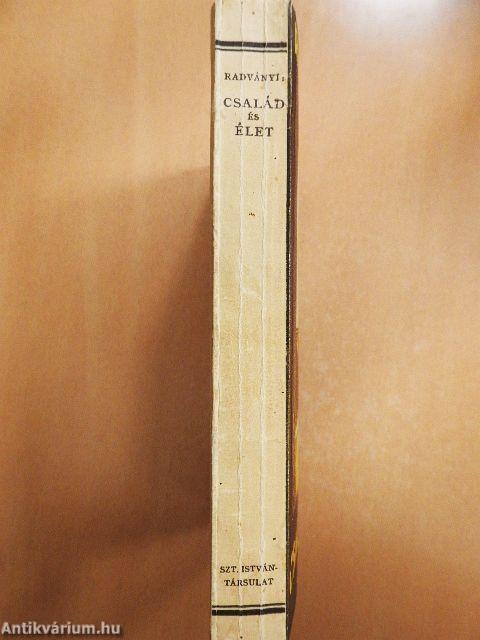 RADVÁNYI:
CSALÁD
ÉS
ÉLET
SZT. ISTVÁN-
TÁRSULAT
Antikvárium.hu